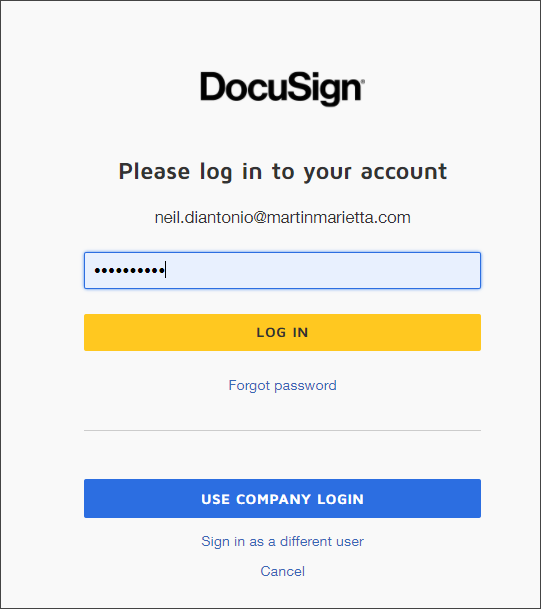 DocuSign
Please log in to your account
neil.diantonio@martinmarietta.com
••••••••••
LOG IN
Forgot password
USE COMPANY LOGIN
Sign in as a different user
Cancel